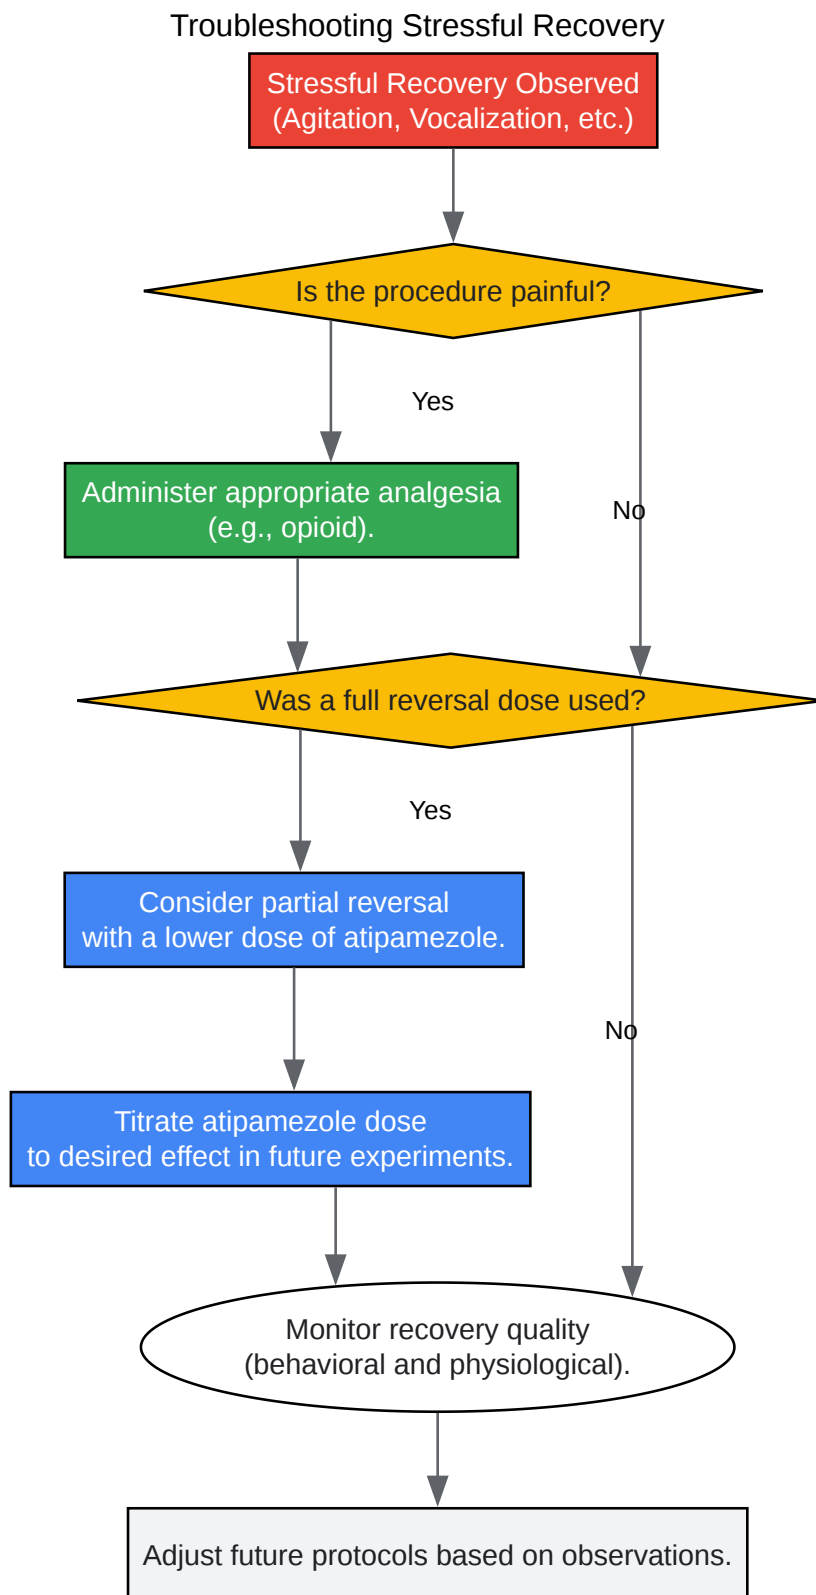 Troubleshooting Stressful Recovery
Stressful Recovery Observed
(Agitation, Vocalization, etc.)
Is the procedure painful?
Yes
Administer appropriate analgesia
(e.g., opioid).
No
Was a full reversal dose used?
Yes
Consider partial reversal
with a lower dose of atipamezole.
No
Titrate atipamezole dose
to desired effect in future experiments.
Monitor recovery quality
(behavioral and physiological).
Adjust future protocols based on observations.